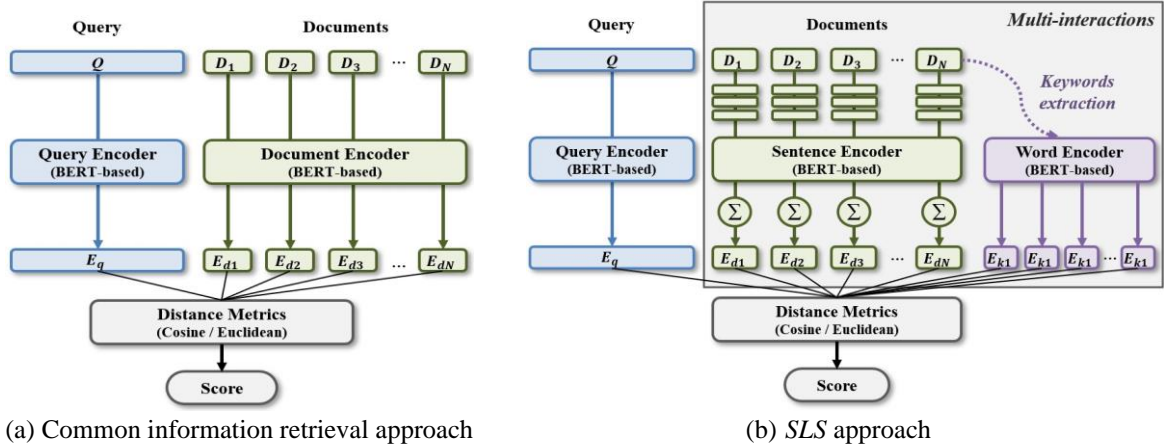 Query
Documents
Q
D1
D2
D3
...
DN
Query Encoder
(BERT-based)
Document Encoder
(BERT-based)
Eq
Ed1
Ed2
Ed3
...
EdN
Distance Metrics
(Cosine / Euclidean)
Score
(a) Common information retrieval approach
Multi-interactions
Query
Documents
Q
D1
D2
D3
...
DN
Keywords
extraction
Query Encoder
(BERT-based)
Sentence Encoder
(BERT-based)
Word Encoder
(BERT-based)
Σ
Σ
Σ
Σ
Eq
Ed1
Ed2
Ed3
...
EdN
Ek1
Ek1
Ek1
...
Ek1
Distance Metrics
(Cosine / Euclidean)
Score
(b) SLS approach